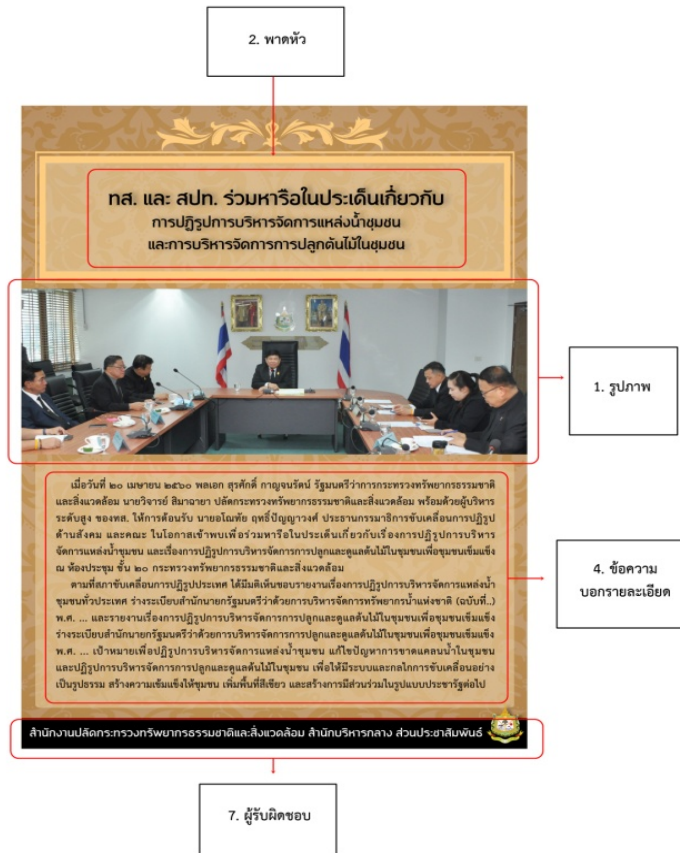 2. พาดหัว
ทส. และ สปท. ร่วมหารือในประเด็นเกี่ยวกับ
การปฏิรูปการบริหารจัดการแหล่งน้ำชุมชน
และการบริหารจัดการการปลูกต้นไม้ในชุมชน
1. รูปภาพ
เมื่อวันที่ ๒๐ เมษายน ๒๕๖๐ พลเอก สุรศักดิ์ กาญจนรัตน์ รัฐมนตรีว่าการกระทรวงทรัพยากรธรรมชาติ
และสิ่งแวดล้อม นายวิจารย์ สิมาฉายา ปลัดกระทรวงทรัพยากรธรรมชาติและสิ่งแวดล้อม พร้อมด้วยผู้บริหาร
ระดับสูง ของทส. ให้การต้อนรับ นายอโณทัย ฤทธิ์ปัญญาวงศ์ ประธานกรรมาธิการขับเคลื่อนการปฏิรูป
ด้านสังคม และคณะ ในโอกาสเข้าพบเพื่อร่วมหารือในประเด็นเกี่ยวกับเรื่องการปฏิรูปการบริหาร
จัดการแหล่งน้ำชุมชน และเรื่องการปฏิรูปการบริหารจัดการการปลูกและดูแลต้นไม้ในชุมชนเพื่อชุมชนเข้มแข็ง
ณ ห้องประชุม ชั้น ๒๐ กระทรวงทรัพยากรธรรมชาติและสิ่งแวดล้อม
ตามที่สภาขับเคลื่อนการปฏิรูปประเทศ ได้มีมติเห็นชอบรายงานเรื่องการปฏิรูปการบริหารจัดการแหล่งน้ำ
ชุมชนทั่วประเทศ ร่างระเบียบสำนักนายกรัฐมนตรีว่าด้วยการบริหารจัดการทรัพยากรน้ำแห่งชาติ (ฉบับที่..)
พ.ศ. ... และรายงานเรื่องการปฏิรูปการบริหารจัดการการปลูกและดูแลต้นไม้ในชุมชนเพื่อชุมชนเข้มแข็ง
ร่างระเบียบสำนักนายกรัฐมนตรีว่าด้วยการบริหารจัดการการปลูกและดูแลต้นไม้ในชุมชนเพื่อชุมชนเข้มแข็ง
พ.ศ. ... เป้าหมายเพื่อปฏิรูปการบริหารจัดการแหล่งน้ำชุมชน แก้ไขปัญหาการขาดแคลนน้ำในชุมชน
และปฏิรูปการบริหารจัดการการปลูกและดูแลต้นไม้ในชุมชน เพื่อให้มีระบบและกลไกการขับเคลื่อนอย่าง
เป็นรูปธรรม สร้างความเข้มแข็งให้ชุมชน เพิ่มพื้นที่สีเขียว และสร้างการมีส่วนร่วมในรูปแบบประชารัฐต่อไป
4. ข้อความ
บอกรายละเอียด
สำนักงานปลัดกระทรวงทรัพยากรธรรมชาติและสิ่งแวดล้อม สำนักบริหารกลาง ส่วนประชาสัมพันธ์
7. ผู้รับผิดชอบ